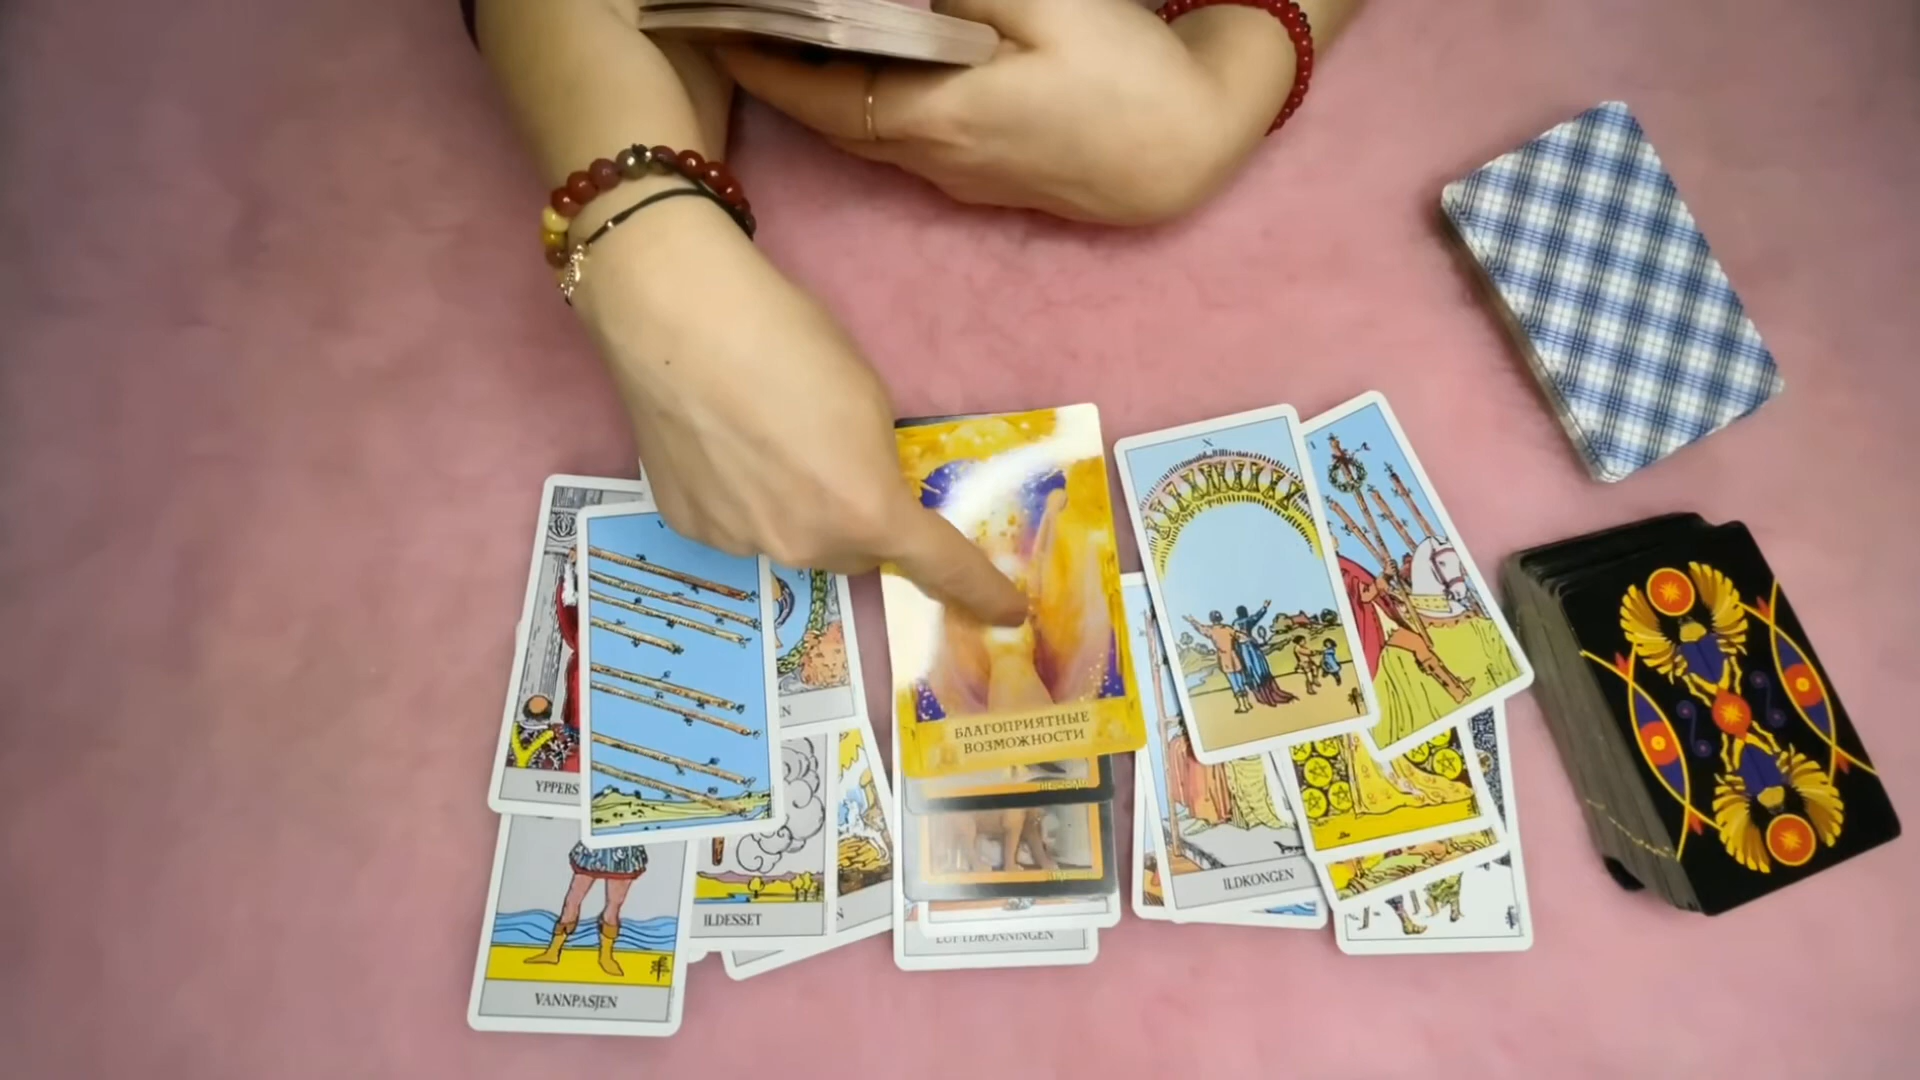 X
YPPERS
БЛАГОПРИЯТНЫЕ
ВОЗМОЖНОСТИ
ILDKONGEN
ILDESSET
LUFTDRONNINGEN
VANNPASJEN